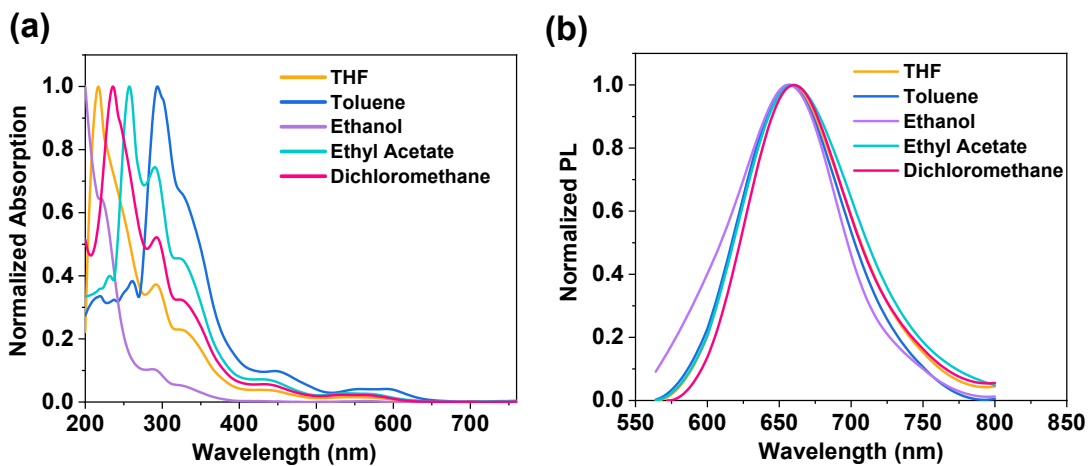 (a)
Normalized Absorption
1.0
0.8
0.6
0.4
0.2
0.0
THF
Toluene
Ethanol
Ethyl Acetate
Dichloromethane
200 300 400 500 600 700
Wavelength (nm)
(b)
Normalized PL
1.0
0.8
0.6
0.4
0.2
0.0
THF
Toluene
Ethanol
Ethyl Acetate
Dichloromethane
550 600 650 700 750 800 850
Wavelength (nm)